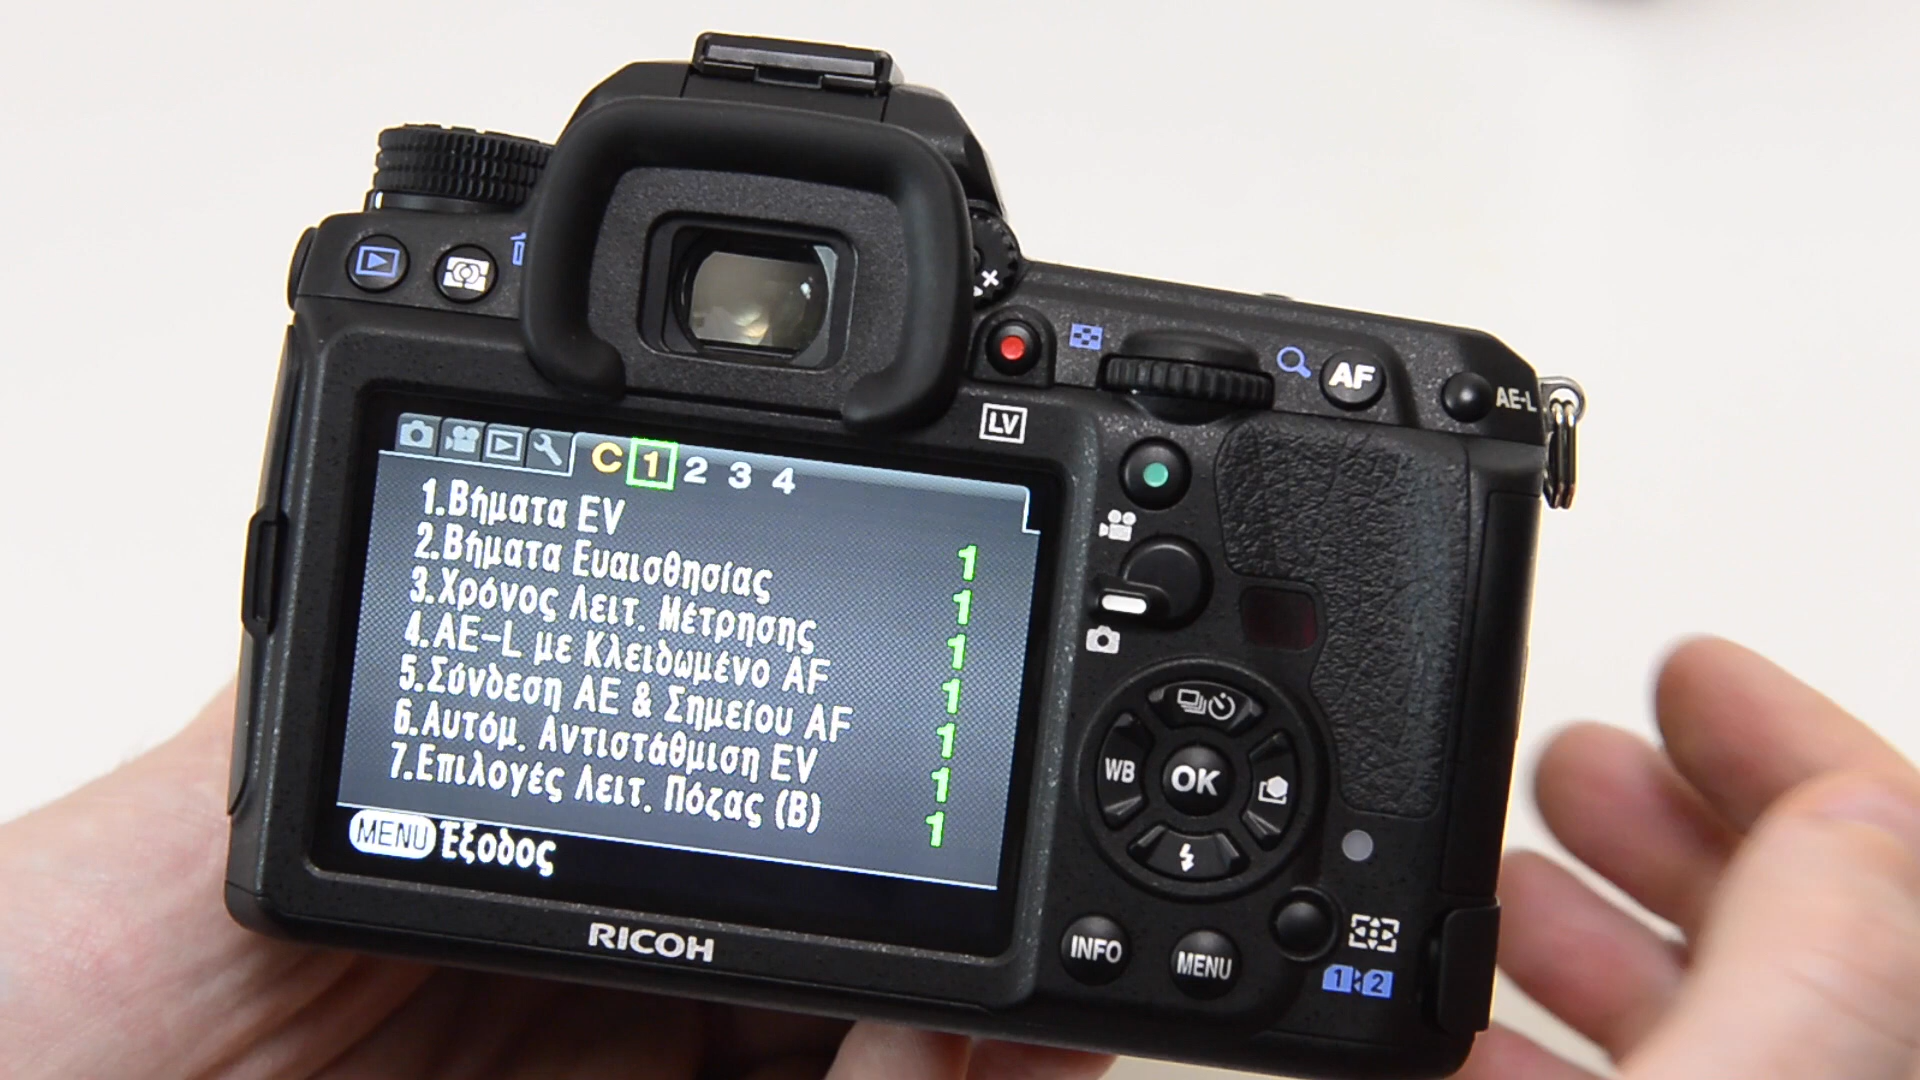 AF
AE-L
LV
C 1 2 3 4
1.Βήματα EV 1
2.Βήματα Ευαισθησίας 1
3.Χρόνος Λειτ. Μέτρησης 1
4.AE-L με Κλειδωμένο AF 1
5.Σύνδεση AE & Σημείου AF 1
6.Αυτόμ. Αντιστάθμιση EV 1
7.Επιλογές Λειτ. Πόζας (B) 1
MENU Έξοδος
WB
OK
RICOH
INFO
MENU
1 2